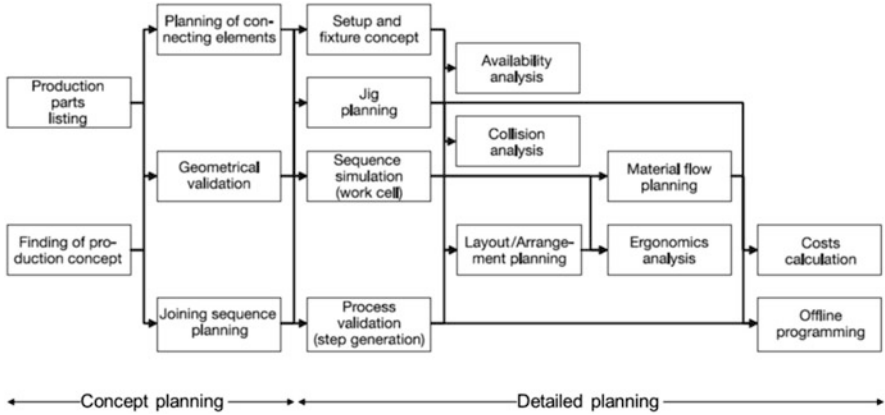 Planning of con-
necting elements
Setup and
fixture concept
Availability
analysis
Production
parts
listing
Jig
planning
Collision
analysis
Geometrical
validation
Sequence
simulation
(work cell)
Material flow
planning
Finding of pro-
duction concept
Layout/Arrange-
ment planning
Ergonomics
analysis
Costs
calculation
Joining sequence
planning
Process
validation
(step generation)
Offline
programming
Concept planning
Detailed planning